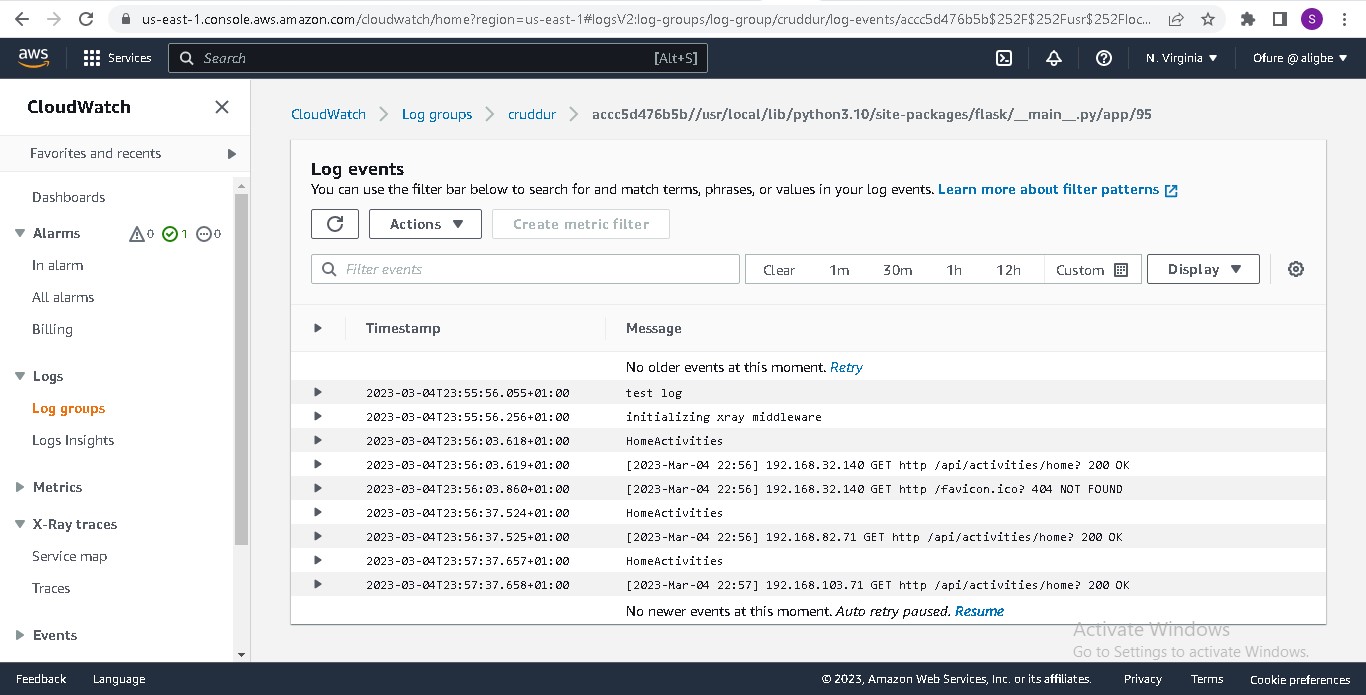 us-east-1.console.aws.amazon.com/cloudwatch/home?region=us-east-1#logsV2:log-groups/log-group/cruddur/log-events/accc5d476b5b$252F$252Fusr$252Floc...
S
aws
Services
Search [Alt+S]
N. Virginia ▼
Ofure @ aligbe ▼
CloudWatch
Favorites and recents
Dashboards
Alarms 0 1 0
In alarm
All alarms
Billing
Logs
Log groups
Logs Insights
Metrics
X-Ray traces
Service map
Traces
Events
CloudWatch > Log groups > cruddur > accc5d476b5b//usr/local/lib/python3.10/site-packages/flask/__main__.py/app/95
Log events
You can use the filter bar below to search for and match terms, phrases, or values in your log events. Learn more about filter patterns
Actions ▼ Create metric filter
Filter events Clear 1m 30m 1h 12h Custom Display ▼
Timestamp Message
No older events at this moment. Retry
2023-03-04T23:55:56.055+01:00 test log
2023-03-04T23:55:56.256+01:00 initializing xray middleware
2023-03-04T23:56:03.618+01:00 HomeActivities
2023-03-04T23:56:03.619+01:00 [2023-Mar-04 22:56] 192.168.32.140 GET http /api/activities/home? 200 OK
2023-03-04T23:56:03.860+01:00 [2023-Mar-04 22:56] 192.168.32.140 GET http /favicon.ico? 404 NOT FOUND
2023-03-04T23:56:37.524+01:00 HomeActivities
2023-03-04T23:56:37.525+01:00 [2023-Mar-04 22:56] 192.168.82.71 GET http /api/activities/home? 200 OK
2023-03-04T23:57:37.657+01:00 HomeActivities
2023-03-04T23:57:37.658+01:00 [2023-Mar-04 22:57] 192.168.103.71 GET http /api/activities/home? 200 OK
No newer events at this moment. Auto retry paused. Resume
Activate Windows
Go to Settings to activate Windows.
Feedback Language © 2023, Amazon Web Services, Inc. or its affiliates. Privacy Terms Cookie preferences